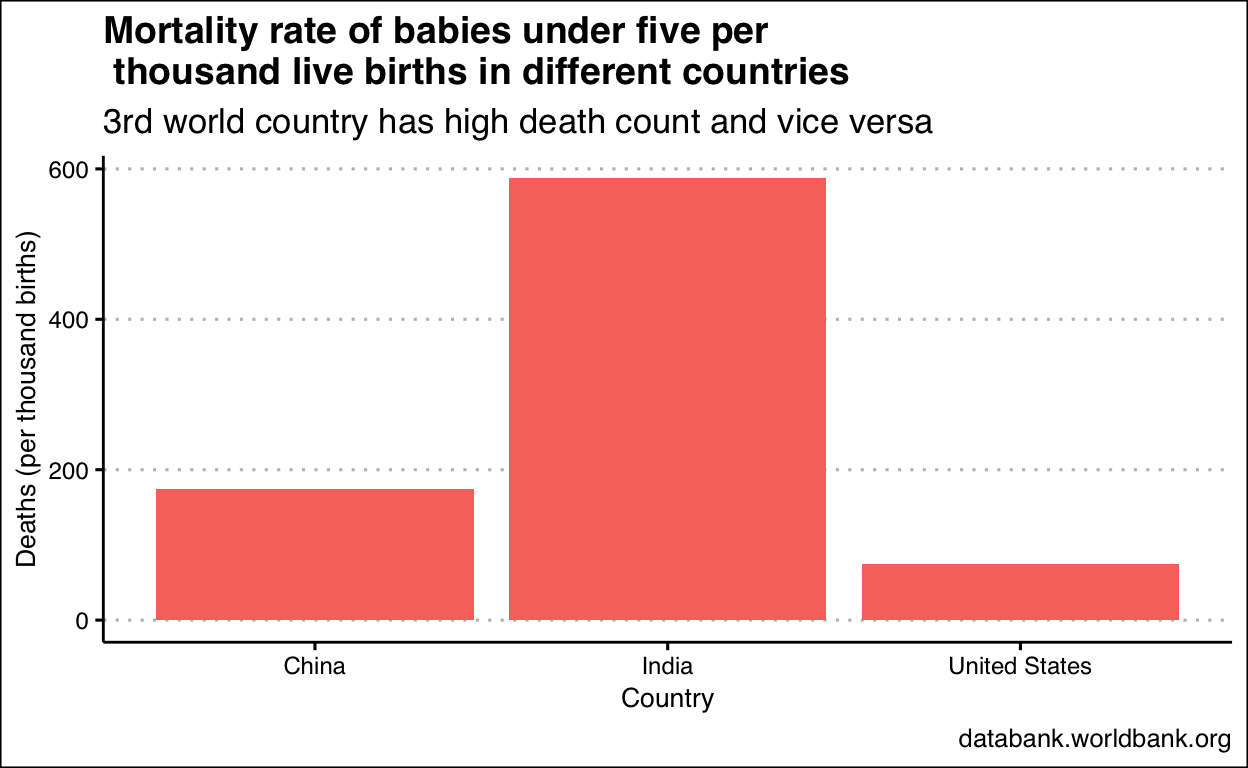 Mortality rate of babies under five per
thousand live births in different countries
3rd world country has high death count and vice versa
Deaths (per thousand births)
600
400
200
0
China
India
United States
Country
databank.worldbank.org